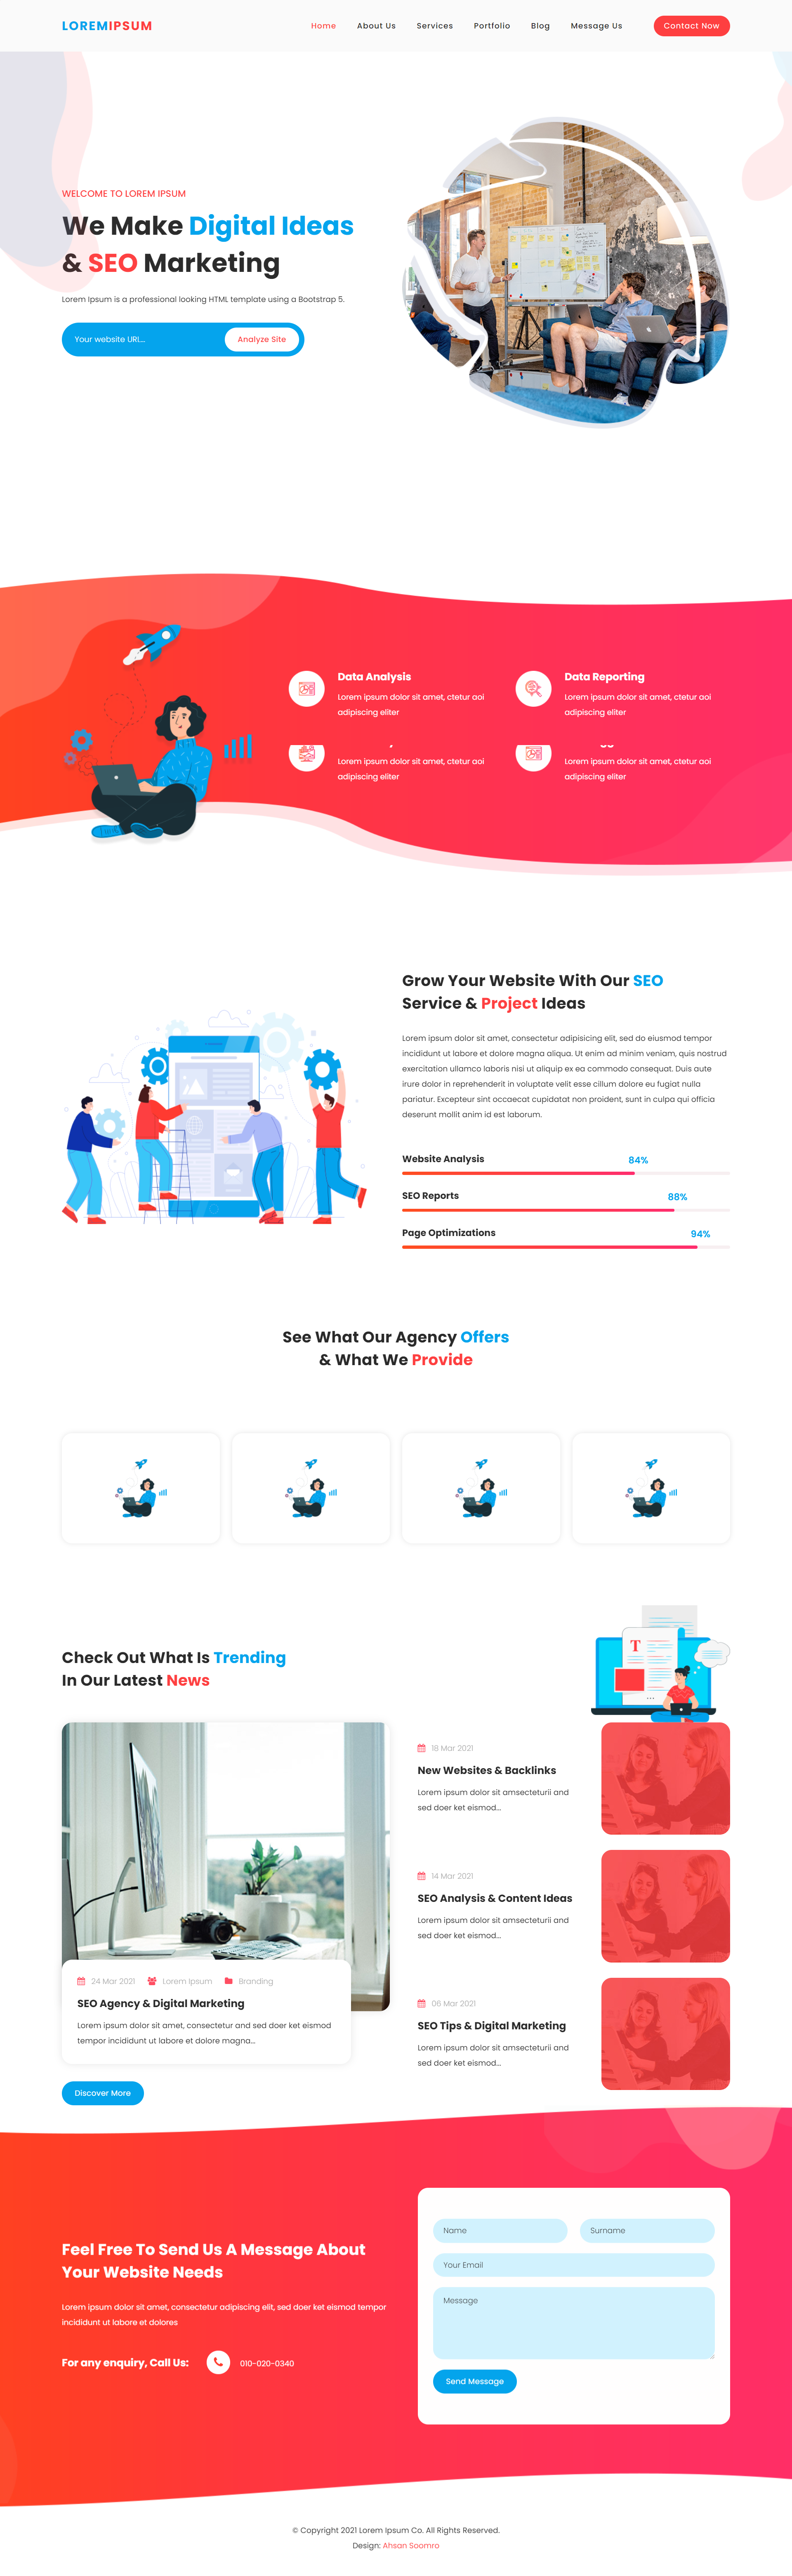 LOREMIPSUM
Home
About Us
Services
Portfolio
Blog
Message Us
Contact Now
WELCOME TO LOREM IPSUM
We Make Digital Ideas
& SEO Marketing
Lorem Ipsum is a professional looking HTML template using a Bootstrap 5.
Your website URL...
Analyze Site
Data Analysis
Lorem ipsum dolor sit amet, ctetur aoi
adipiscing eliter
Data Reporting
Lorem ipsum dolor sit amet, ctetur aoi
adipiscing eliter
Lorem ipsum dolor sit amet, ctetur aoi
adipiscing eliter
Lorem ipsum dolor sit amet, ctetur aoi
adipiscing eliter
Grow Your Website With Our SEO
Service & Project Ideas
Lorem ipsum dolor sit amet, consectetur adipisicing elit, sed do eiusmod tempor
incididunt ut labore et dolore magna aliqua. Ut enim ad minim veniam, quis nostrud
exercitation ullamco laboris nisi ut aliquip ex ea commodo consequat. Duis aute
irure dolor in reprehenderit in voluptate velit esse cillum dolore eu fugiat nulla
pariatur. Excepteur sint occaecat cupidatat non proident, sunt in culpa qui officia
deserunt mollit anim id est laborum.
Website Analysis
84%
SEO Reports
88%
Page Optimizations
94%
See What Our Agency Offers
& What We Provide
Check Out What Is Trending
In Our Latest News
T
24 Mar 2021
Lorem Ipsum
Branding
SEO Agency & Digital Marketing
Lorem ipsum dolor sit amet, consectetur and sed doer ket eismod
tempor incididunt ut labore et dolore magna...
Discover More
18 Mar 2021
New Websites & Backlinks
Lorem ipsum dolor sit amsecteturii and
sed doer ket eismod...
14 Mar 2021
SEO Analysis & Content Ideas
Lorem ipsum dolor sit amsecteturii and
sed doer ket eismod...
06 Mar 2021
SEO Tips & Digital Marketing
Lorem ipsum dolor sit amsecteturii and
sed doer ket eismod...
Feel Free To Send Us A Message About
Your Website Needs
Lorem ipsum dolor sit amet, consectetur adipiscing elit, sed doer ket eismod tempor
incididunt ut labore et dolores
For any enquiry, Call Us:
010-020-0340
Name
Surname
Your Email
Message
Send Message
© Copyright 2021 Lorem Ipsum Co. All Rights Reserved.
Design: Ahsan Soomro